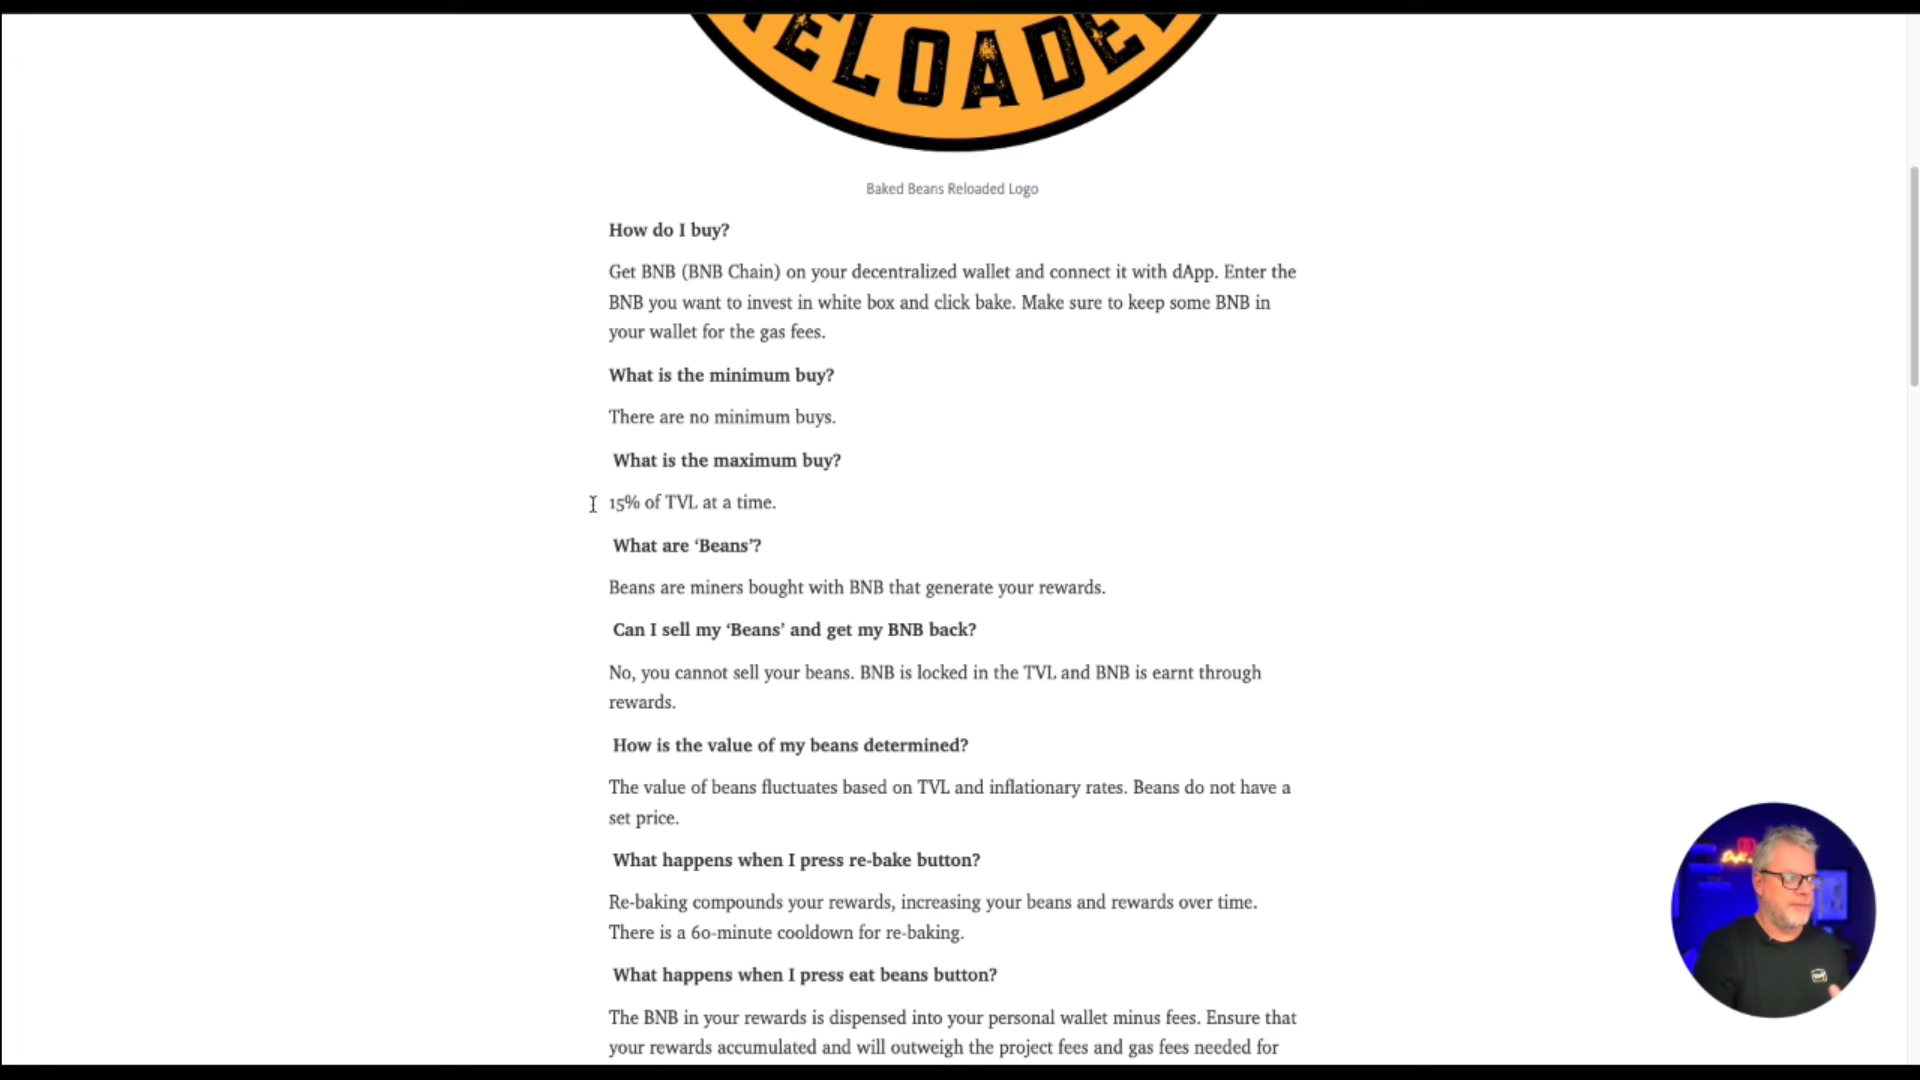 RELOADED
Baked Beans Reloaded Logo
How do I buy?
Get BNB (BNB Chain) on your decentralized wallet and connect it with dApp. Enter the
BNB you want to invest in white box and click bake. Make sure to keep some BNB in
your wallet for the gas fees.
What is the minimum buy?
There are no minimum buys.
What is the maximum buy?
15% of TVL at a time.
What are ‘Beans’?
Beans are miners bought with BNB that generate your rewards.
Can I sell my ‘Beans’ and get my BNB back?
No, you cannot sell your beans. BNB is locked in the TVL and BNB is earnt through
rewards.
How is the value of my beans determined?
The value of beans fluctuates based on TVL and inflationary rates. Beans do not have a
set price.
What happens when I press re-bake button?
Re-baking compounds your rewards, increasing your beans and rewards over time.
There is a 60-minute cooldown for re-baking.
What happens when I press eat beans button?
The BNB in your rewards is dispensed into your personal wallet minus fees. Ensure that
your rewards accumulated and will outweigh the project fees and gas fees needed for